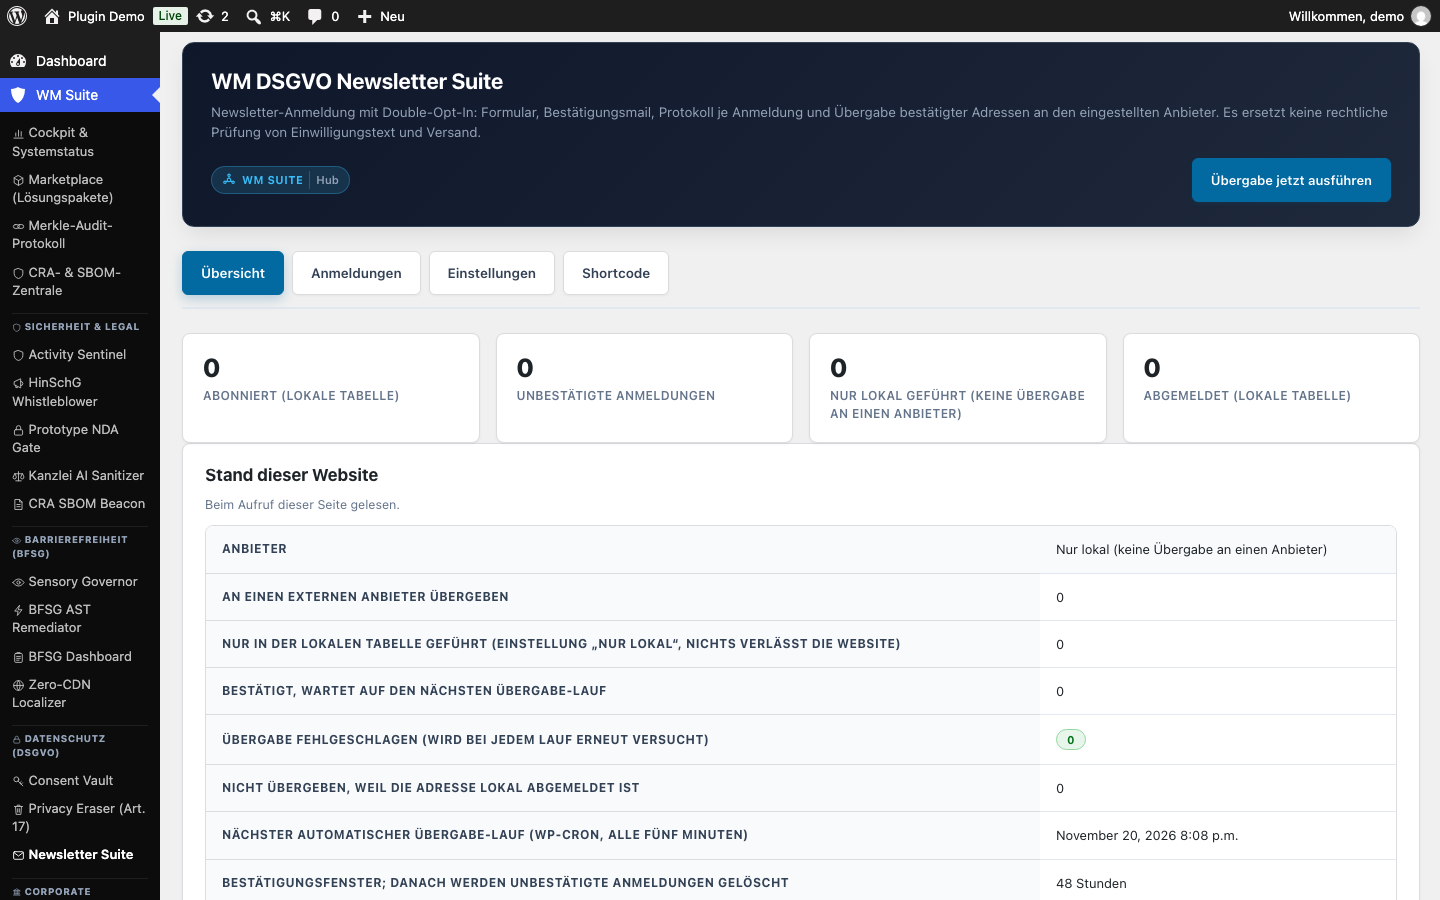 Plugin Demo Live 2 ⌘K 0 Neu
Willkommen, demo
Dashboard
WM Suite
Cockpit &
Systemstatus
Marketplace
(Lösungspakete)
Merkle-Audit-
Protokoll
CRA- & SBOM-
Zentrale
SICHERHEIT & LEGAL
Activity Sentinel
HinSchG
Whistleblower
Prototype NDA
Gate
Kanzlei AI Sanitizer
CRA SBOM Beacon
BARRIEREFREIHEIT
(BFSG)
Sensory Governor
BFSG AST
Remediator
BFSG Dashboard
Zero-CDN
Localizer
DATENSCHUTZ
(DSGVO)
Consent Vault
Privacy Eraser (Art.
17)
Newsletter Suite
CORPORATE
WM DSGVO Newsletter Suite
Newsletter-Anmeldung mit Double-Opt-In: Formular, Bestätigungsmail, Protokoll je Anmeldung und Übergabe bestätigter Adressen an den eingestellten Anbieter. Es ersetzt keine rechtliche
Prüfung von Einwilligungstext und Versand.
WM SUITE Hub
Übergabe jetzt ausführen
Übersicht Anmeldungen Einstellungen Shortcode
0
ABONNIERT (LOKALE TABELLE)
0
UNBESTÄTIGTE ANMELDUNGEN
0
NUR LOKAL GEFÜHRT (KEINE ÜBERGABE
AN EINEN ANBIETER)
0
ABGEMELDET (LOKALE TABELLE)
Stand dieser Website
Beim Aufruf dieser Seite gelesen.
ANBIETER Nur lokal (keine Übergabe an einen Anbieter)
AN EINEN EXTERNEN ANBIETER ÜBERGEBEN 0
NUR IN DER LOKALEN TABELLE GEFÜHRT (EINSTELLUNG „NUR LOKAL“, NICHTS VERLÄSST DIE WEBSITE) 0
BESTÄTIGT, WARTET AUF DEN NÄCHSTEN ÜBERGABE-LAUF 0
ÜBERGABE FEHLGESCHLAGEN (WIRD BEI JEDEM LAUF ERNEUT VERSUCHT) 0
NICHT ÜBERGEBEN, WEIL DIE ADRESSE LOKAL ABGEMELDET IST 0
NÄCHSTER AUTOMATISCHER ÜBERGABE-LAUF (WP-CRON, ALLE FÜNF MINUTEN) November 20, 2026 8:08 p.m.
BESTÄTIGUNGSFENSTER; DANACH WERDEN UNBESTÄTIGTE ANMELDUNGEN GELÖSCHT 48 Stunden